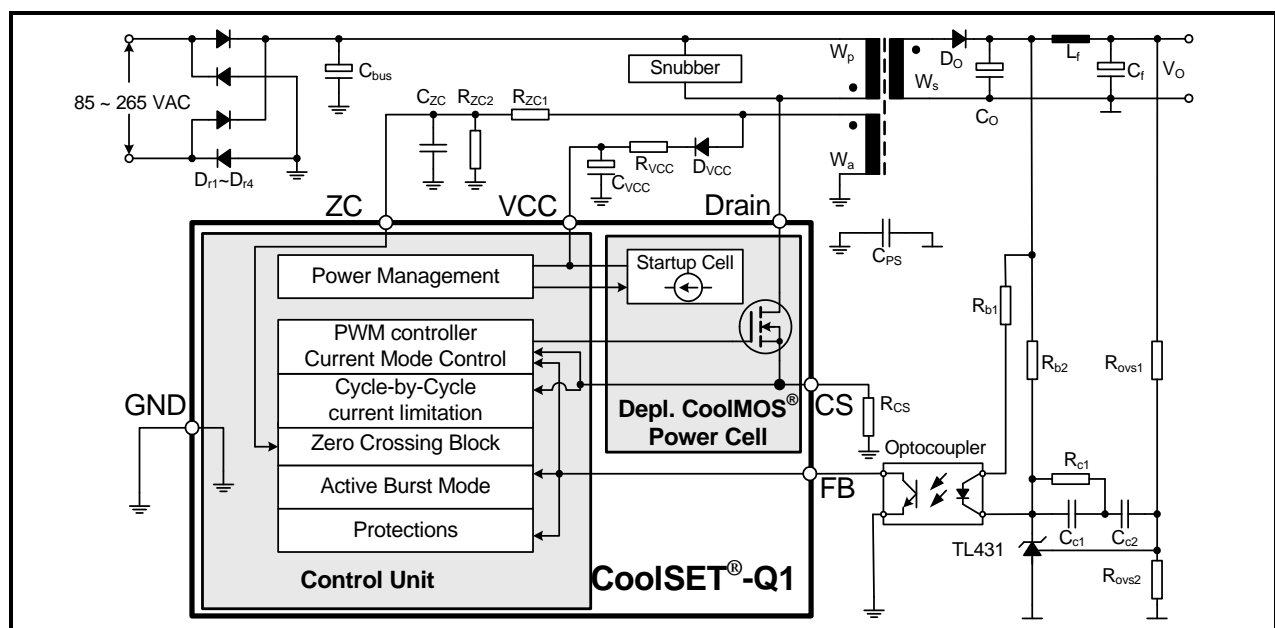 85 ~ 265 VAC
Dr1~Dr4
Cbus
Snubber
Wp
Ws
DO
CO
Lf
Cf
VO
CZC
RZC2
RZC1
RVCC
DVCC
CVCC
Wa
ZC
VCC
Drain
CPS
Power Management
Startup Cell
PWM controller
Current Mode Control
Cycle-by-Cycle
current limitation
Zero Crossing Block
Active Burst Mode
Protections
Control Unit
Depl. CoolMOS®
Power Cell
CoolSET®-Q1
GND
CS
RCS
FB
Optocoupler
Rb1
Rb2
Rovs1
Rc1
Cc1
Cc2
TL431
Rovs2